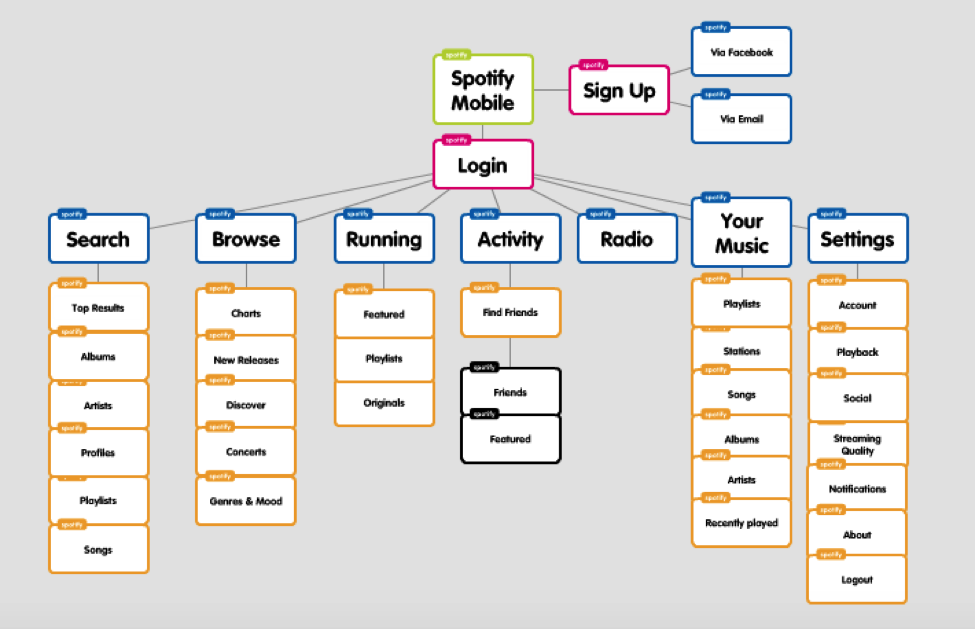 spotify
Spotify
Mobile
spotify
Sign Up
spotify
Via Facebook
spotify
Via Email
spotify
Login
spotify
Search
spotify
Top Results
spotify
Albums
Artists
spotify
Profiles
Playlists
spotify
Songs
spotify
Browse
spotify
Charts
spotify
New Releases
spotify
Discover
spotify
Concerts
spotify
Genres & Mood
spotify
Running
spotify
Featured
Playlists
Originals
spotify
Activity
spotify
Find Friends
spotify
Friends
spotify
Featured
spotify
Radio
spotify
Your
Music
spotify
Playlists
Stations
spotify
Songs
spotify
Albums
spotify
Artists
spotify
Recently played
spotify
Settings
spotify
Account
spotify
Playback
spotify
Social
Streaming
Quality
spotify
Notifications
spotify
About
spotify
Logout